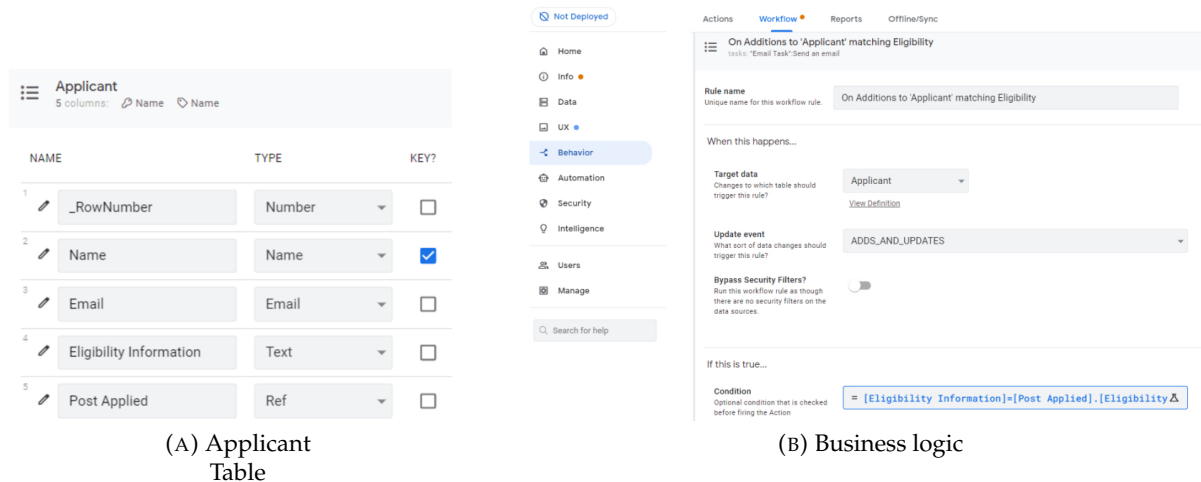 Applicant
5 columns: Name Name
NAME TYPE KEY?
1 _RowNumber Number
2 Name Name
3 Email Email
4 Eligibility Information Text
5 Post Applied Ref
(A) Applicant
Table
Not Deployed
Home
Info
Data
UX
Behavior
Automation
Security
Intelligence
Users
Manage
Search for help
Actions Workflow Reports Offline/Sync
On Additions to 'Applicant' matching Eligibility
tasks: "Email Task":Send an email
Rule name
Unique name for this workflow rule.
On Additions to 'Applicant' matching Eligibility
When this happens...
Target data
Changes to which table should
trigger this rule?
Applicant
View Definition
Update event
What sort of data changes should
trigger this rule?
ADDS_AND_UPDATES
Bypass Security Filters?
Run this workflow rule as though
there are no security filters on the
data sources.
If this is true...
Condition
Optional condition that is checked
before firing the Action
= [Eligibility Information]=[Post Applied].[Eligibility
(B) Business logic